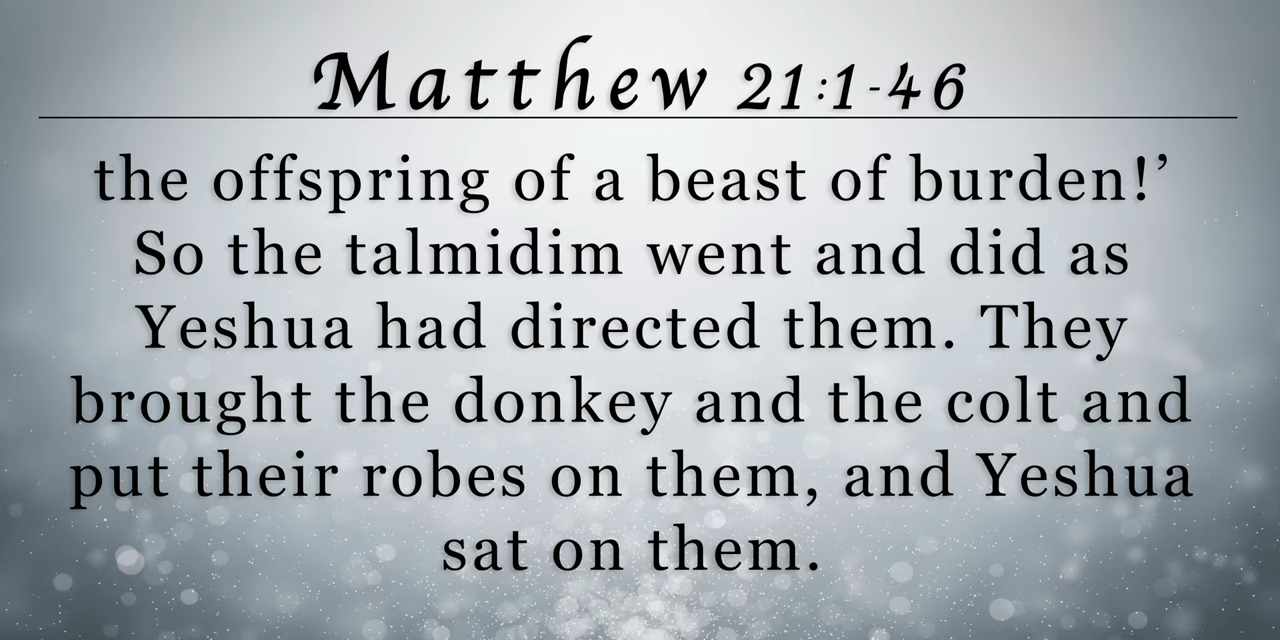 Matthew 21:1-46
the offspring of a beast of burden!’
So the talmidim went and did as
Yeshua had directed them. They
brought the donkey and the colt and
put their robes on them, and Yeshua
sat on them.